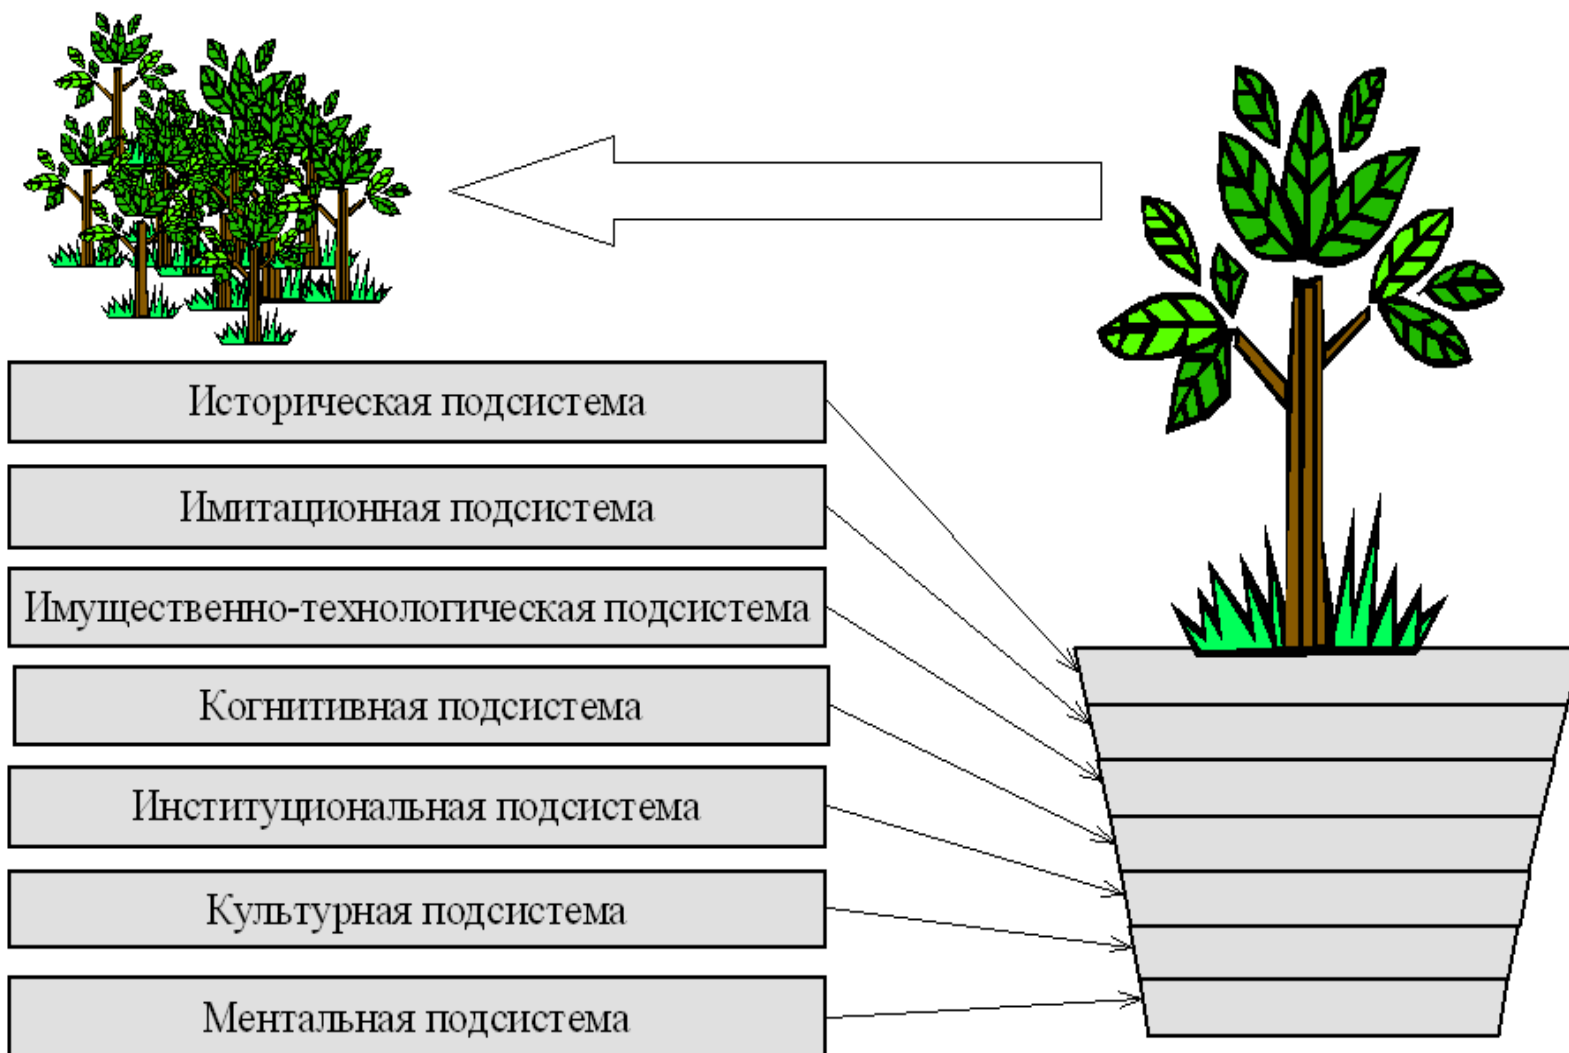 Историческая подсистема
Имитационная подсистема
Имущественно-технологическая подсистема
Когнитивная подсистема
Институциональная подсистема
Культурная подсистема
Ментальная подсистема